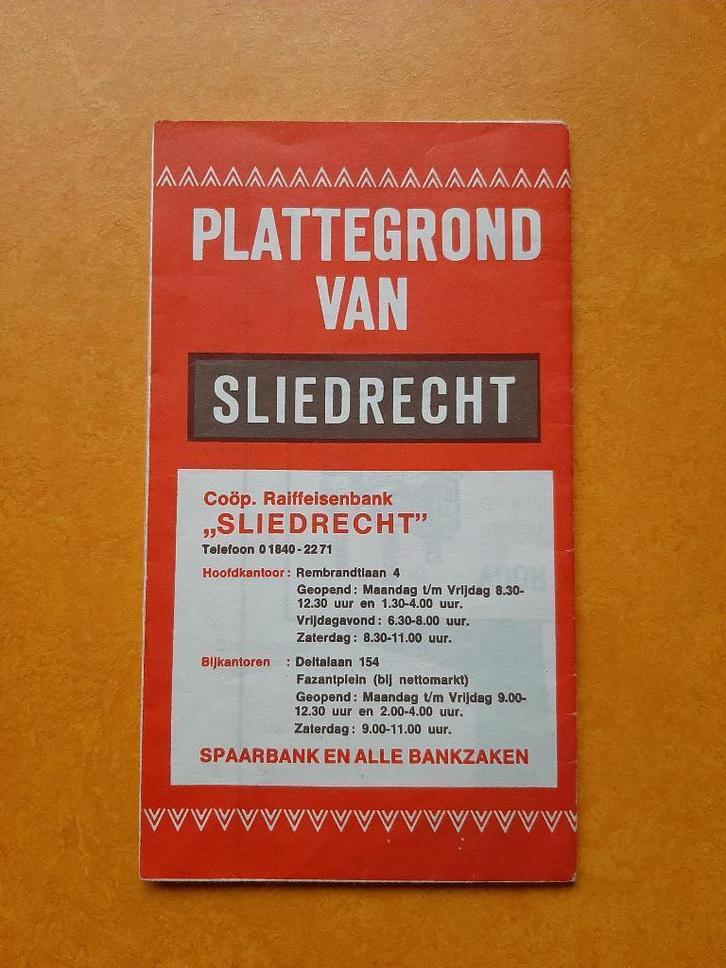 PLATTEGROND
VAN
SLIEDRECHT
Coöp. Raiffeisenbank
„SLIEDRECHT”
Telefoon 01840-2271
Hoofdkantoor: Rembrandtlaan 4
Geopend: Maandag t/m Vrijdag 8.30-
12.30 uur en 1.30-4.00 uur.
Vrijdagavond: 6.30-8.00 uur.
Zaterdag: 8.30-11.00 uur.
Bijkantoren : Deltalaan 154
Fazantplein (bij nettomarkt)
Geopend: Maandag t/m Vrijdag 9.00-
12.30 uur en 2.00-4.00 uur.
Zaterdag: 9.00-11.00 uur.
SPAARBANK EN ALLE BANKZAKEN